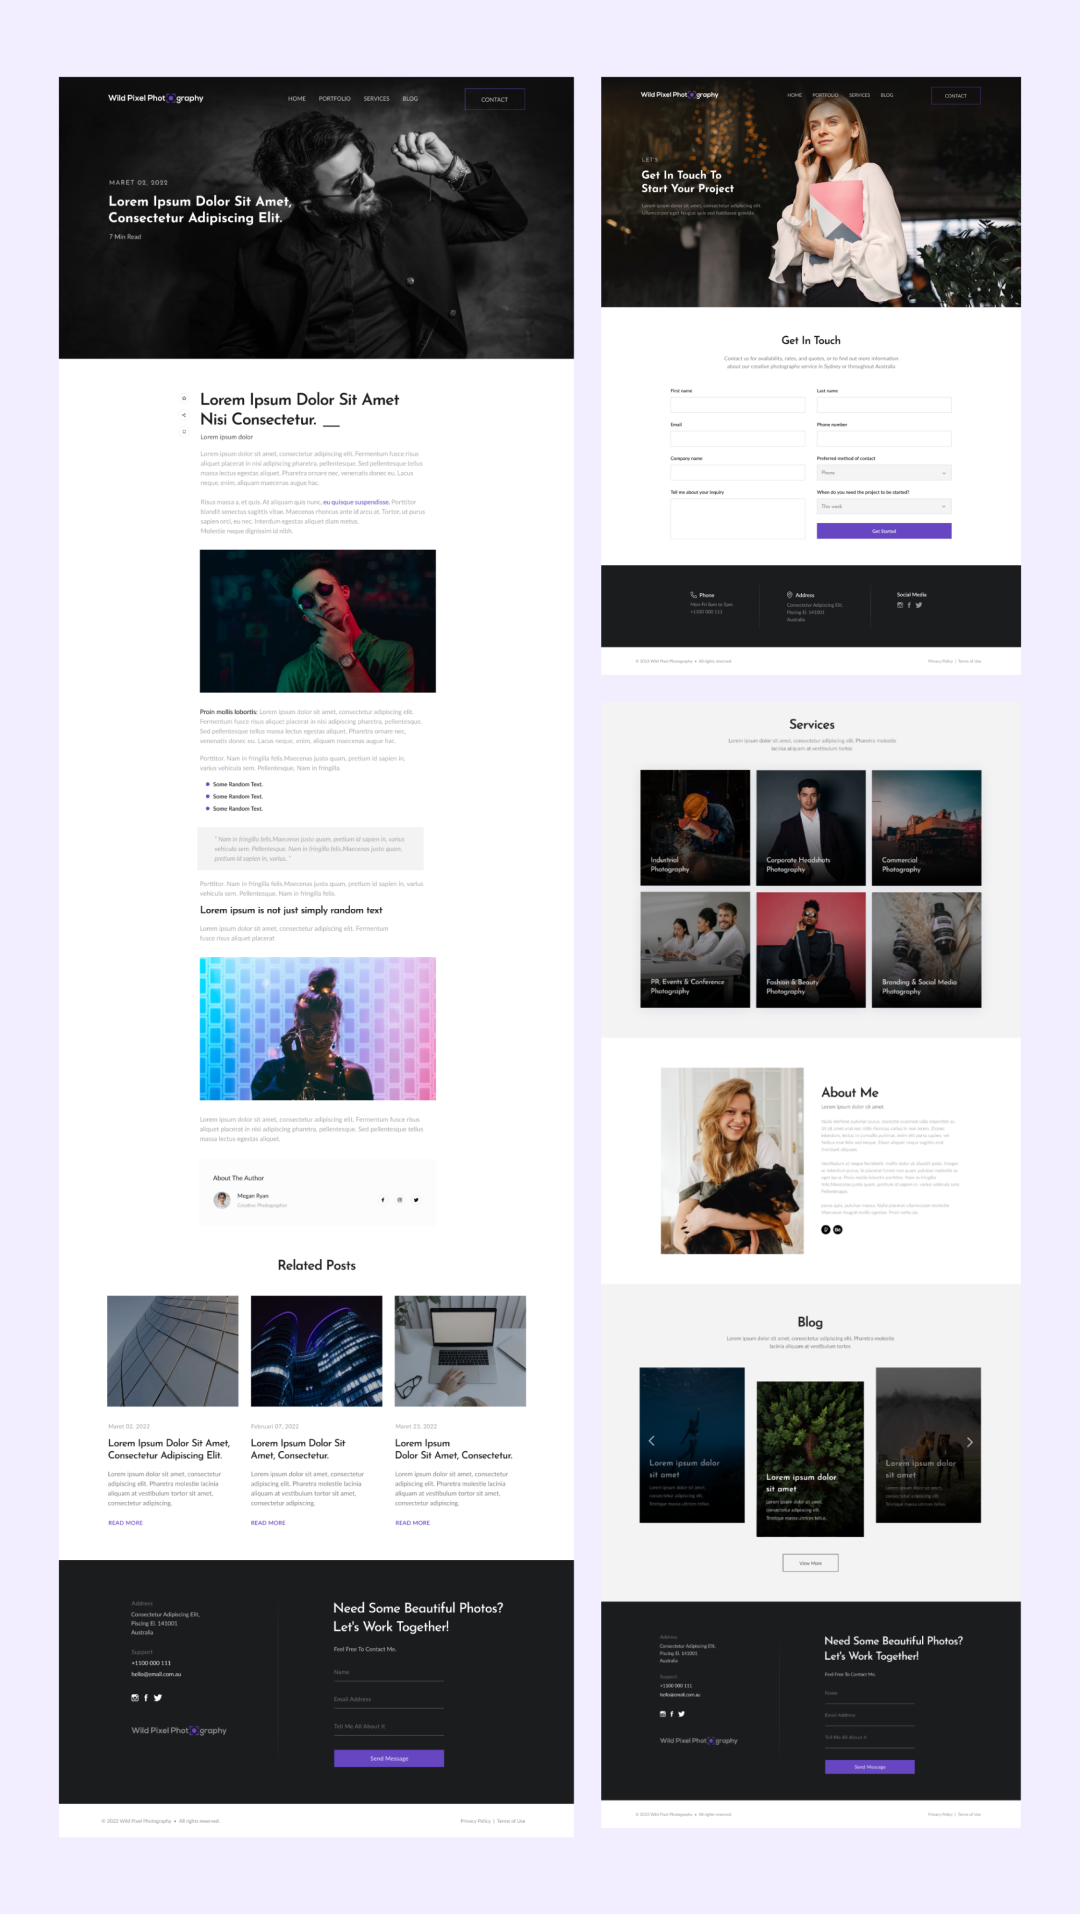 Wild Pixel Photography
HOME PORTFOLIO SERVICES BLOG CONTACT
MARET 02, 2022
Lorem Ipsum Dolor Sit Amet,
Consectetur Adipiscing Elit.
7 Min Read
Lorem Ipsum Dolor Sit Amet
Nisi Consectetur. __
Lorem ipsum dolor
Lorem ipsum dolor sit amet, consectetur adipiscing elit. Fermentum fusce risus
aliquet placerat in nisi adipiscing pharetra, pellentesque. Sed pellentesque tellus
massa lectus egestas aliquet. Pharetra ornare nec, venenatis donec eu. Lacus
neque, enim, aliquam maecenas augue hac.
Risus massa a, et quis. At aliquam quis nunc, eu quisque suspendisse. Porttitor
blandit senectus sagittis vitae. Maecenas rhoncus ante id arcu at. Tortor, ut purus
sapien orci, eu nec. Interdum egestas aliquet diam metus.
Molestie neque dignissim id nibh.
Proin mollis lobortis: Lorem ipsum dolor sit amet, consectetur adipiscing elit.
Fermentum fusce risus aliquet placerat in nisi adipiscing pharetra, pellentesque.
Sed pellentesque tellus massa lectus egestas aliquet. Pharetra ornare nec,
venenatis donec eu. Lacus neque, enim, aliquam maecenas augue hac.
Porttitor. Nam in fringilla felis.Maecenas justo quam, pretium id sapien in,
varius vehicula sem. Pellentesque. Nam in fringilla
Some Random Text.
Some Random Text.
Some Random Text.
" Nam in fringilla felis.Maecenas justo quam, pretium id sapien in, varius
vehicula sem. Pellentesque. Nam in fringilla felis.Maecenas justo quam,
pretium id sapien in, varius. "
Porttitor. Nam in fringilla felis.Maecenas justo quam, pretium id sapien in, varius
vehicula sem. Pellentesque. Nam in fringilla felis.
Lorem ipsum is not just simply random text
Lorem ipsum dolor sit amet, consectetur adipiscing elit. Fermentum
fusce risus aliquet placerat
Lorem ipsum dolor sit amet, consectetur adipiscing elit. Fermentum fusce risus
aliquet placerat in nisi adipiscing pharetra, pellentesque. Sed pellentesque tellus
massa lectus egestas aliquet.
About The Author
Megan Ryan
Creative Photographer
Related Posts
Maret 02, 2022
Lorem Ipsum Dolor Sit Amet,
Consectetur Adipiscing Elit.
Lorem ipsum dolor sit amet, consectetur
adipiscing elit. Pharetra molestie lacinia
aliquam at vestibulum tortor sit amet,
consectetur adipiscing.
READ MORE
Februari 07, 2022
Lorem Ipsum Dolor Sit
Amet, Consectetur.
Lorem ipsum dolor sit amet, consectetur
adipiscing elit. Pharetra molestie lacinia
aliquam at vestibulum tortor sit amet,
consectetur adipiscing.
READ MORE
Maret 23, 2022
Lorem Ipsum
Dolor Sit Amet, Consectetur.
Lorem ipsum dolor sit amet, consectetur
adipiscing elit. Pharetra molestie lacinia
aliquam at vestibulum tortor sit amet,
consectetur adipiscing.
READ MORE
Address
Consectetur Adipiscing Elit,
Piscing El. 141001
Australia
Support
+1100 000 111
hello@email.com.au
Wild Pixel Photography
Need Some Beautiful Photos?
Let's Work Together!
Feel Free To Contact Me.
Name
Email Address
Tell Me All About it
Send Message
© 2022 Wild Pixel Photography • All rights reserved.
Privacy Policy | Terms of Use
Wild Pixel Photography
HOME PORTFOLIO SERVICES BLOG CONTACT
LET'S
Get In Touch To
Start Your Project
Lorem ipsum dolor sit amet, consectetur adipiscing elit.
Ullamcorper eget feugiat quis sed habitasse gravida.
Get In Touch
Contact us for availability, rates, and quotes, or to find out more information
about our creative photography service in Sydney or throughout Australia
First name
Last name
Email
Phone number
Company name
Preferred method of contact
Phone
Tell me about your Inquiry
When do you need the project to be started?
This week
Get Started
Phone
Mon-Fri 8am to 5pm
+1100 000 111
Address
Consectetur Adipiscing Elit,
Piscing El. 141001
Australia
Social Media
© 2023 Wild Pixel Photography • All rights reserved.
Privacy Policy | Terms of Use
Services
Lorem ipsum dolor sit amet, consectetur adipiscing elit. Pharetra molestie
lacinia aliquam at vestibulum tortor.
Industrial
Photography
Corporate Headshots
Photography
Commercial
Photography
PR, Events & Conference
Photography
Fashion & Beauty
Photography
Branding & Social Media
Photography
About Me
Lorem ipsum dolor sit amet
Blog
Lorem ipsum dolor sit amet, consectetur adipiscing elit. Pharetra molestie
lacinia aliquam at vestibulum tortor.
Lorem ipsum dolor
sit amet
Lorem ipsum dolor sit amet,
consectetur adipiscing elit.
Tristique massa ultrices tellus.
Lorem ipsum dolor
sit amet
Lorem ipsum dolor sit amet,
consectetur adipiscing elit.
Tristique massa ultrices tellus.
Lorem ipsum dolor
sit amet
Lorem ipsum dolor sit amet,
consectetur adipiscing elit.
Tristique massa ultrices tellus.
View More
Address
Consectetur Adipiscing Elit,
Piscing El. 141001
Australia
Support
+1100 000 111
hello@email.com.au
Wild Pixel Photography
Need Some Beautiful Photos?
Let's Work Together!
Feel Free To Contact Me.
Name
Email Address
Tell Me All About it
Send Message
© 2023 Wild Pixel Photography • All rights reserved.
Privacy Policy | Terms of Use